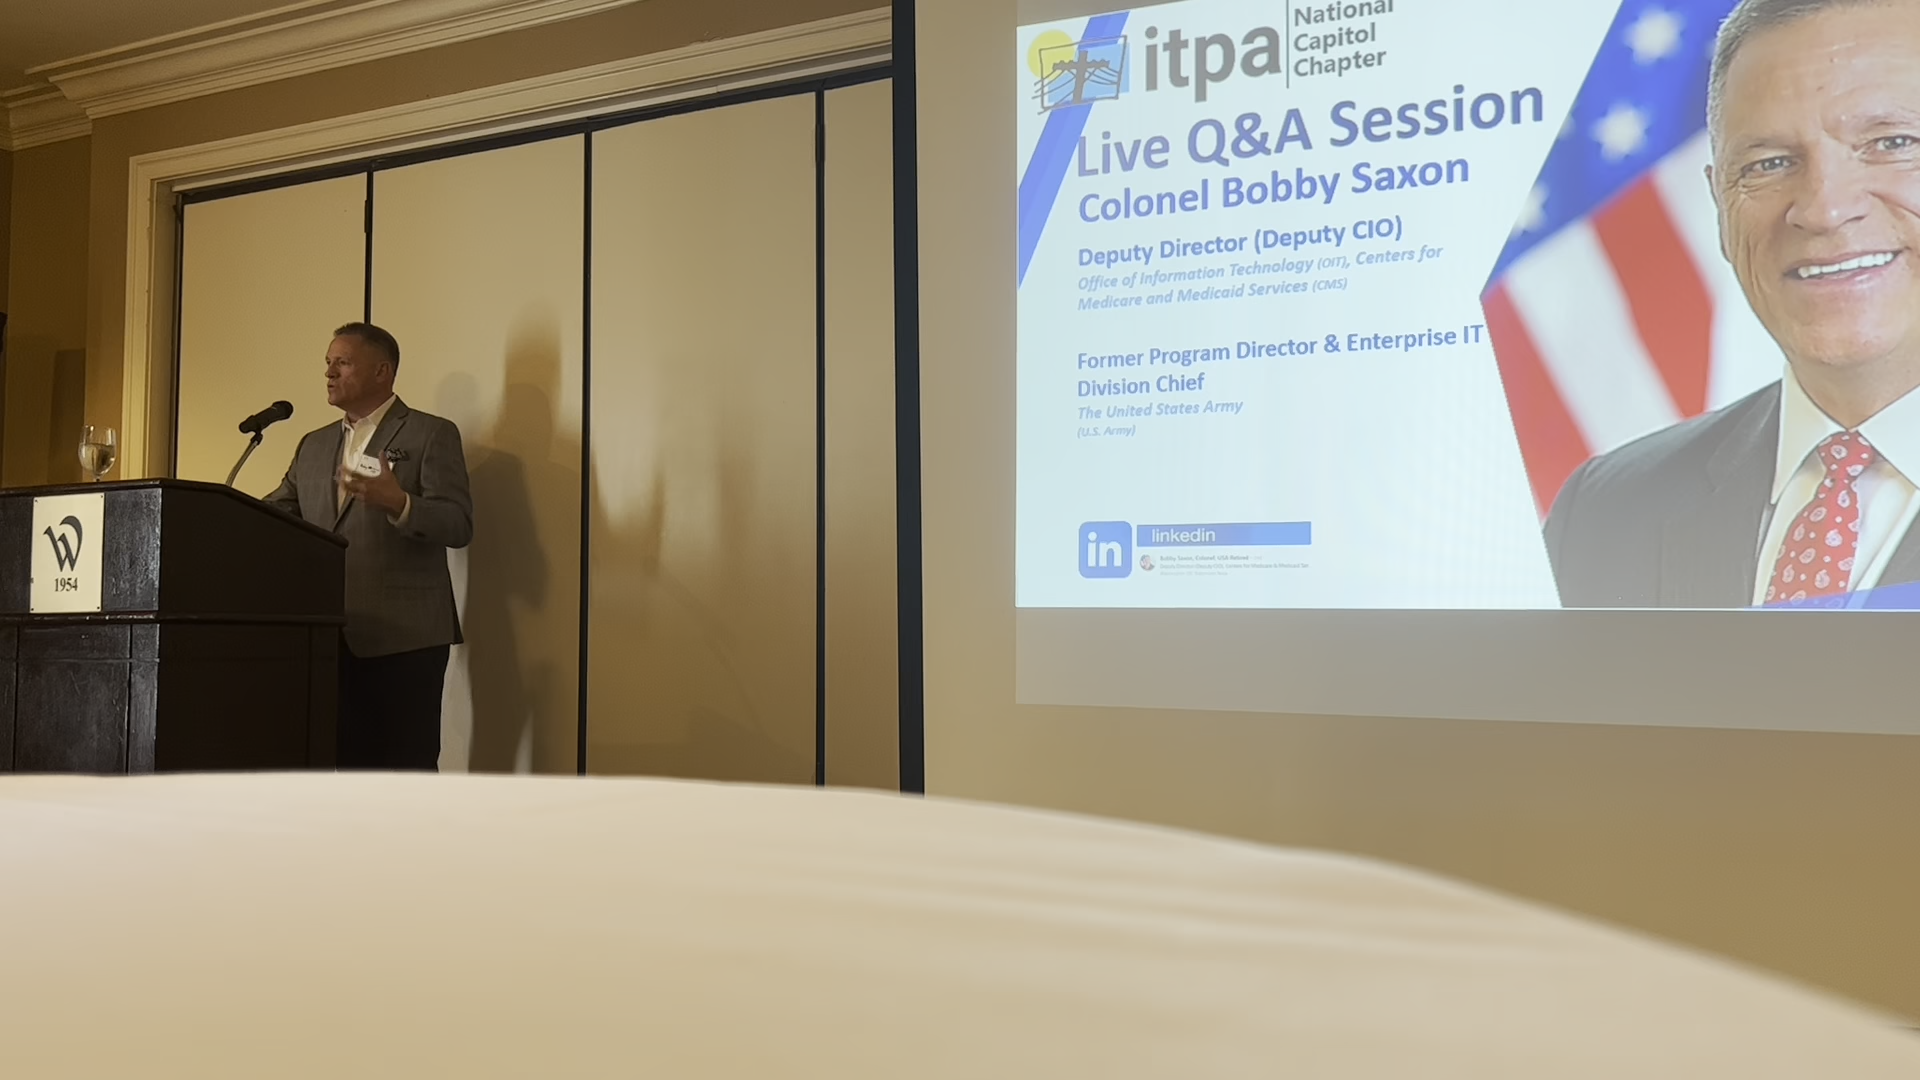 itpa
National
Capitol
Chapter
Live Q&A Session
Colonel Bobby Saxon
Deputy Director (Deputy CIO)
Office of Information Technology (OIT), Centers for
Medicare and Medicaid Services (CMS)
Former Program Director & Enterprise IT
Division Chief
The United States Army
(U.S. Army)
in
linkedin
W
1954